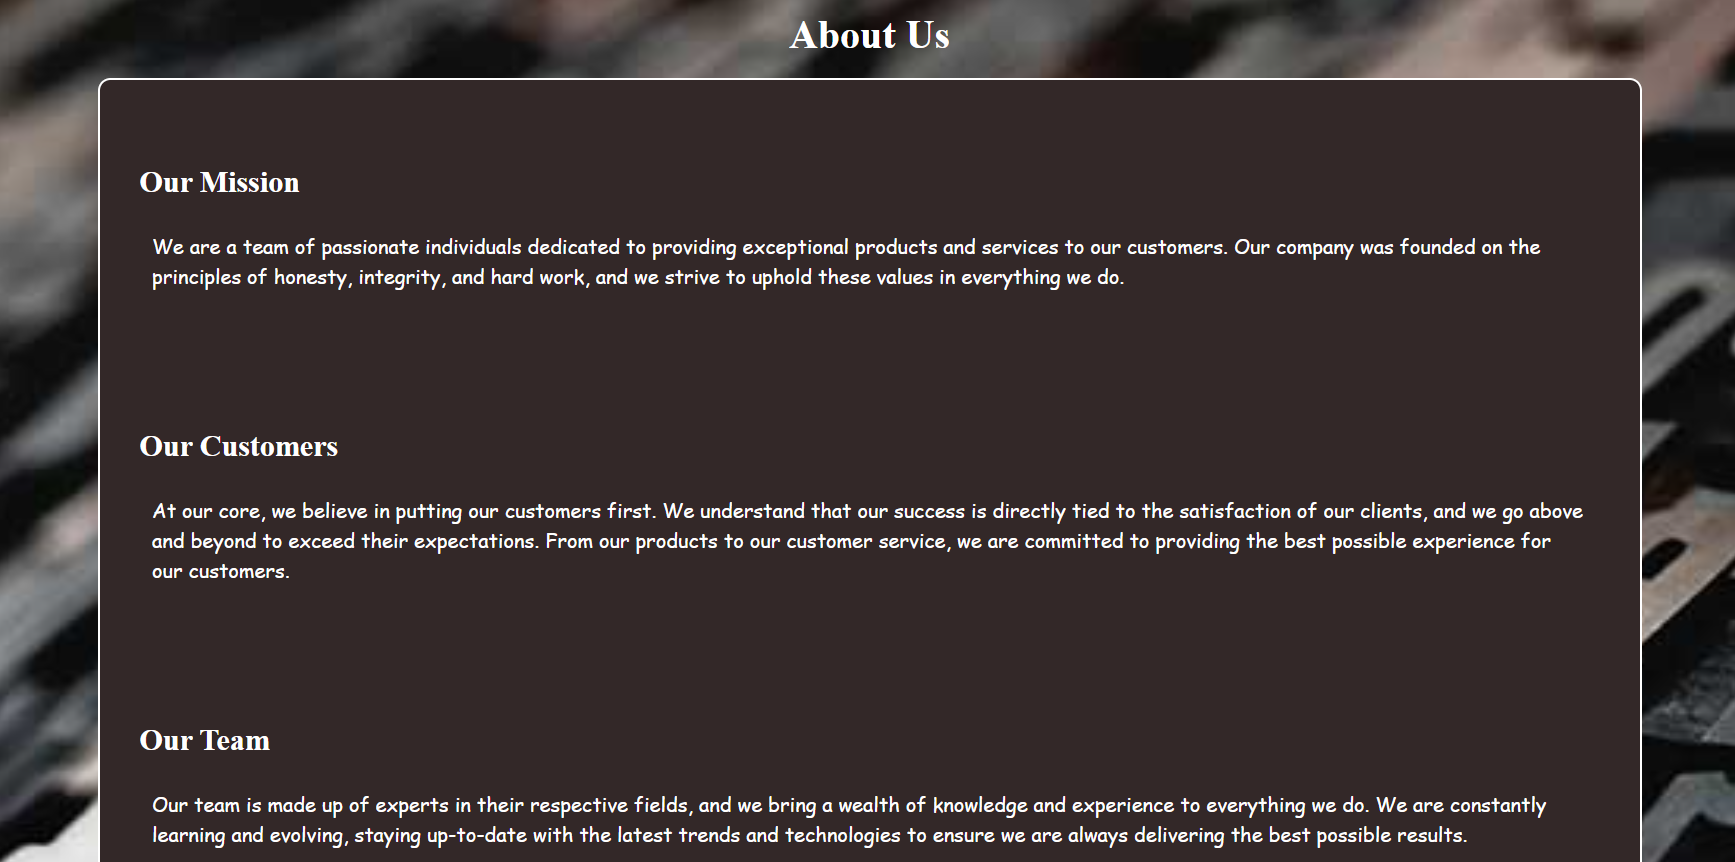 About Us
Our Mission
We are a team of passionate individuals dedicated to providing exceptional products and services to our customers. Our company was founded on the
principles of honesty, integrity, and hard work, and we strive to uphold these values in everything we do.
Our Customers
At our core, we believe in putting our customers first. We understand that our success is directly tied to the satisfaction of our clients, and we go above
and beyond to exceed their expectations. From our products to our customer service, we are committed to providing the best possible experience for
our customers.
Our Team
Our team is made up of experts in their respective fields, and we bring a wealth of knowledge and experience to everything we do. We are constantly
learning and evolving, staying up-to-date with the latest trends and technologies to ensure we are always delivering the best possible results.